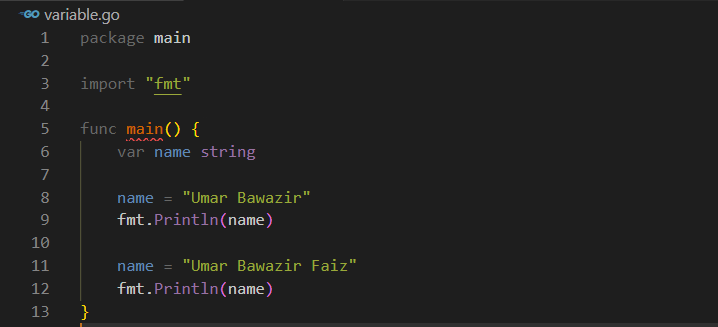 GO variable.go
1 package main
2
3 import "fmt"
4
5 func main() {
6     var name string
7
8     name = "Umar Bawazir"
9     fmt.Println(name)
10
11     name = "Umar Bawazir Faiz"
12     fmt.Println(name)
13 }